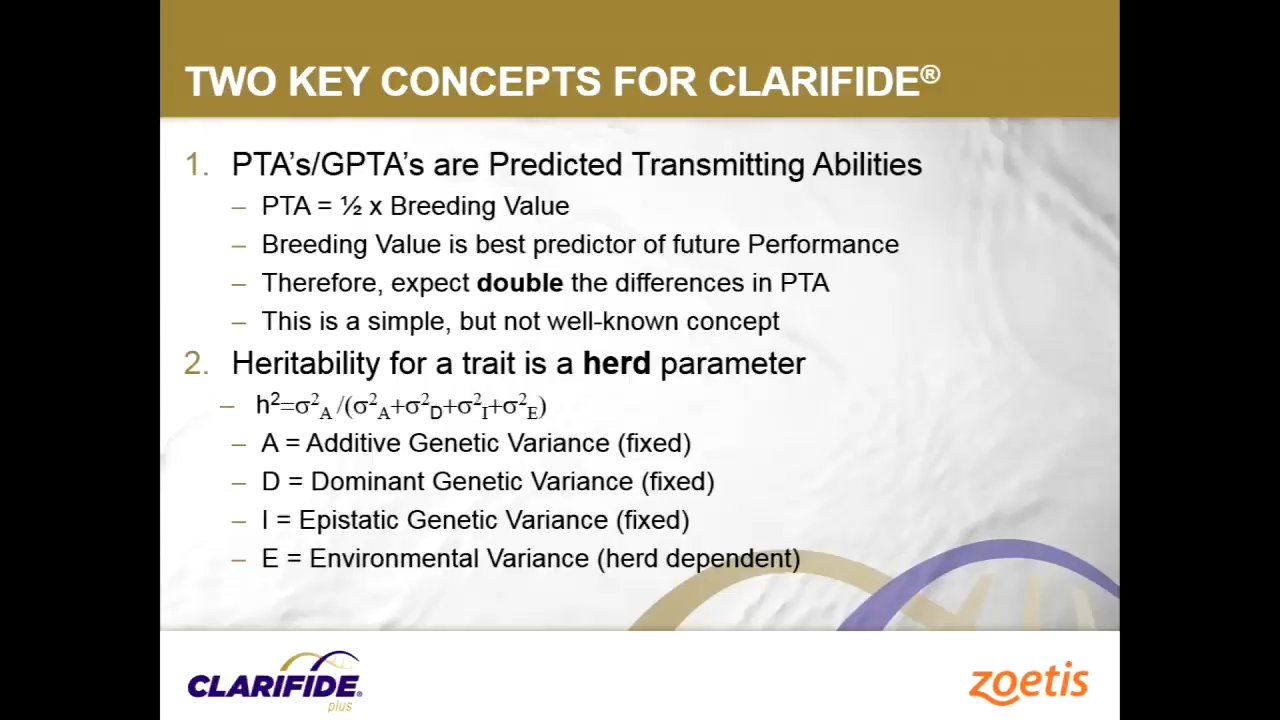 TWO KEY CONCEPTS FOR CLARIFIDE®
1. PTA’s/GPTA’s are Predicted Transmitting Abilities
– PTA = ½ x Breeding Value
– Breeding Value is best predictor of future Performance
– Therefore, expect double the differences in PTA
– This is a simple, but not well-known concept
2. Heritability for a trait is a herd parameter
– h²=σ²A /(σ²A+σ²D+σ²I+σ²E)
– A = Additive Genetic Variance (fixed)
– D = Dominant Genetic Variance (fixed)
– I = Epistatic Genetic Variance (fixed)
– E = Environmental Variance (herd dependent)
CLARIFIDE®
plus
zoetis